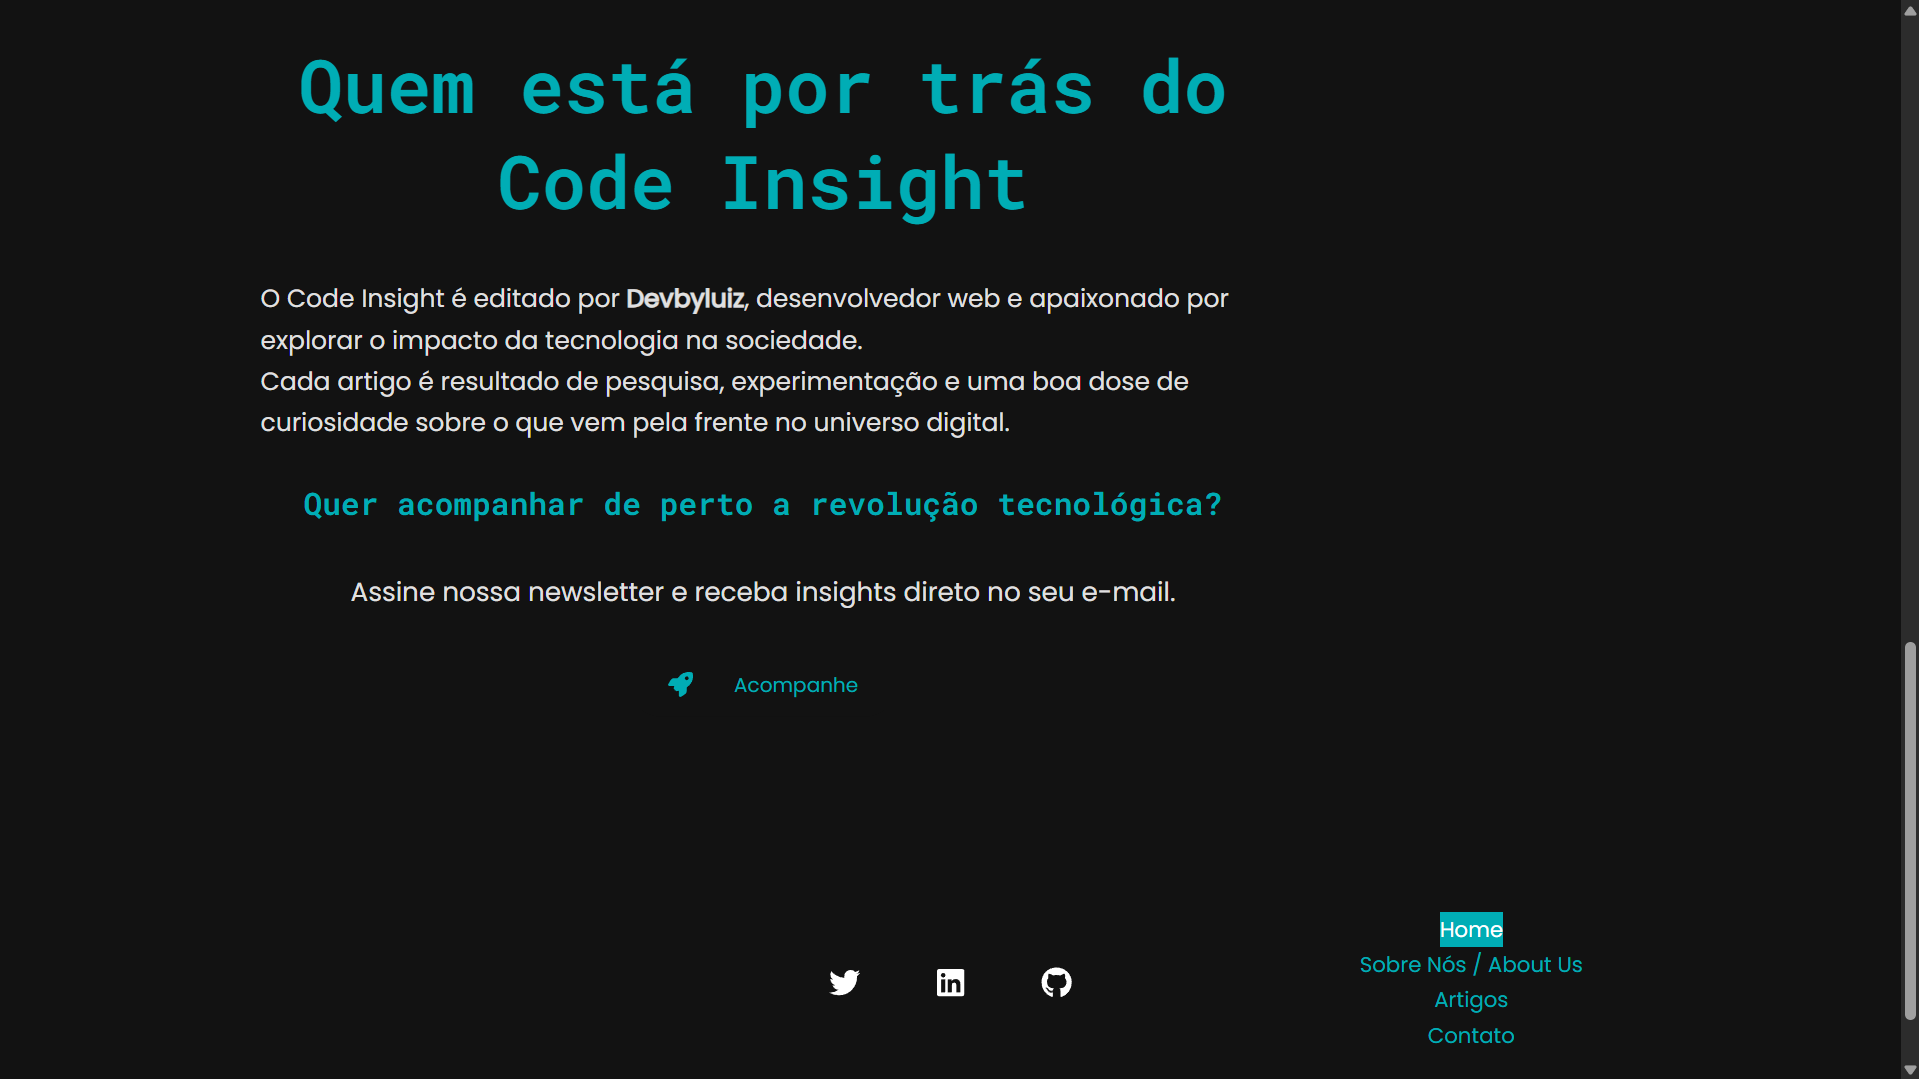 Quem está por trás do
Code Insight
O Code Insight é editado por Devbyluiz, desenvolvedor web e apaixonado por
explorar o impacto da tecnologia na sociedade.
Cada artigo é resultado de pesquisa, experimentação e uma boa dose de
curiosidade sobre o que vem pela frente no universo digital.
Quer acompanhar de perto a revolução tecnológica?
Assine nossa newsletter e receba insights direto no seu e-mail.
Acompanhe
in
Home
Sobre Nós / About Us
Artigos
Contato